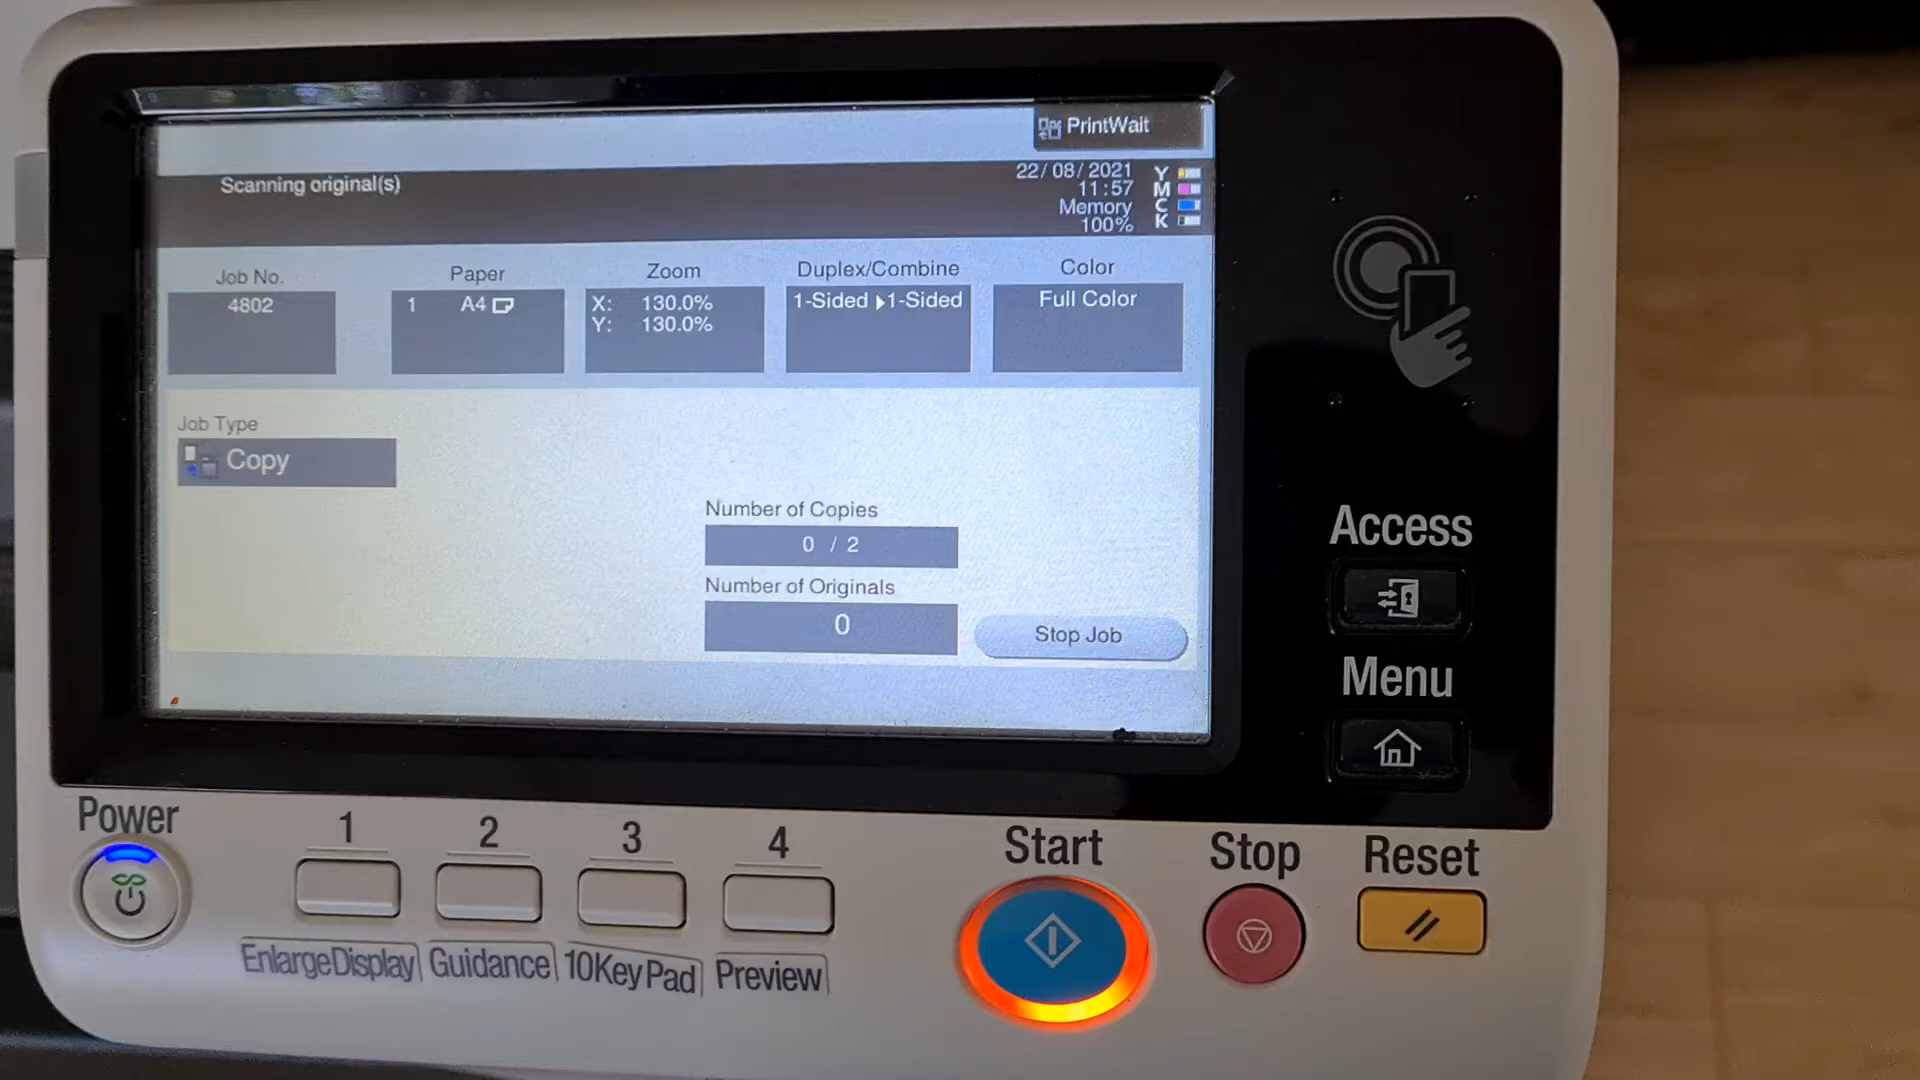 PrintWait
Scanning original(s)
22/08/2021
11:57
Memory
100%
Y
M
C
K
Job No.
4802
Paper
1 A4
Zoom
X: 130.0%
Y: 130.0%
Duplex/Combine
1-Sided 1-Sided
Color
Full Color
Job Type
Copy
Number of Copies
0 / 2
Number of Originals
0
Stop Job
Access
Menu
Power
1
2
3
4
EnlargeDisplay
Guidance
10KeyPad
Preview
Start
Stop
Reset